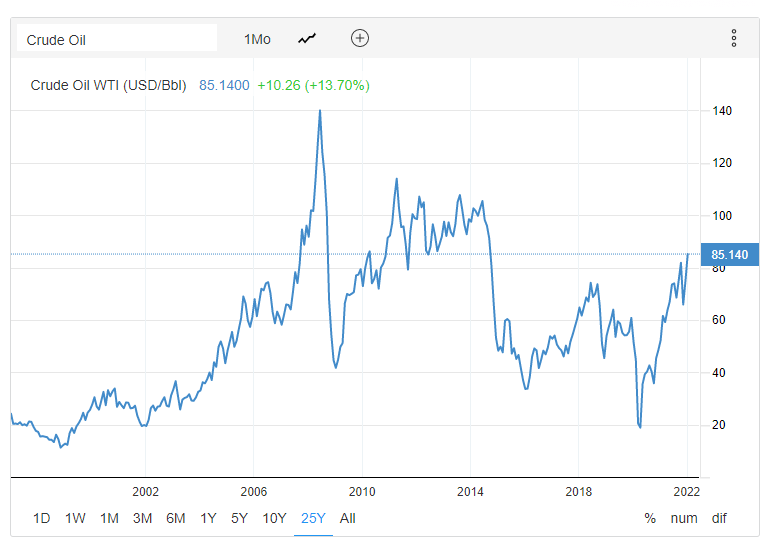 Crude Oil 1Mo
Crude Oil WTI (USD/Bbl) 85.1400 +10.26 (+13.70%)
140
120
100
85.140
80
60
40
20
2002 2006 2010 2014 2018 2022
1D 1W 1M 3M 6M 1Y 5Y 10Y 25Y All % num dif